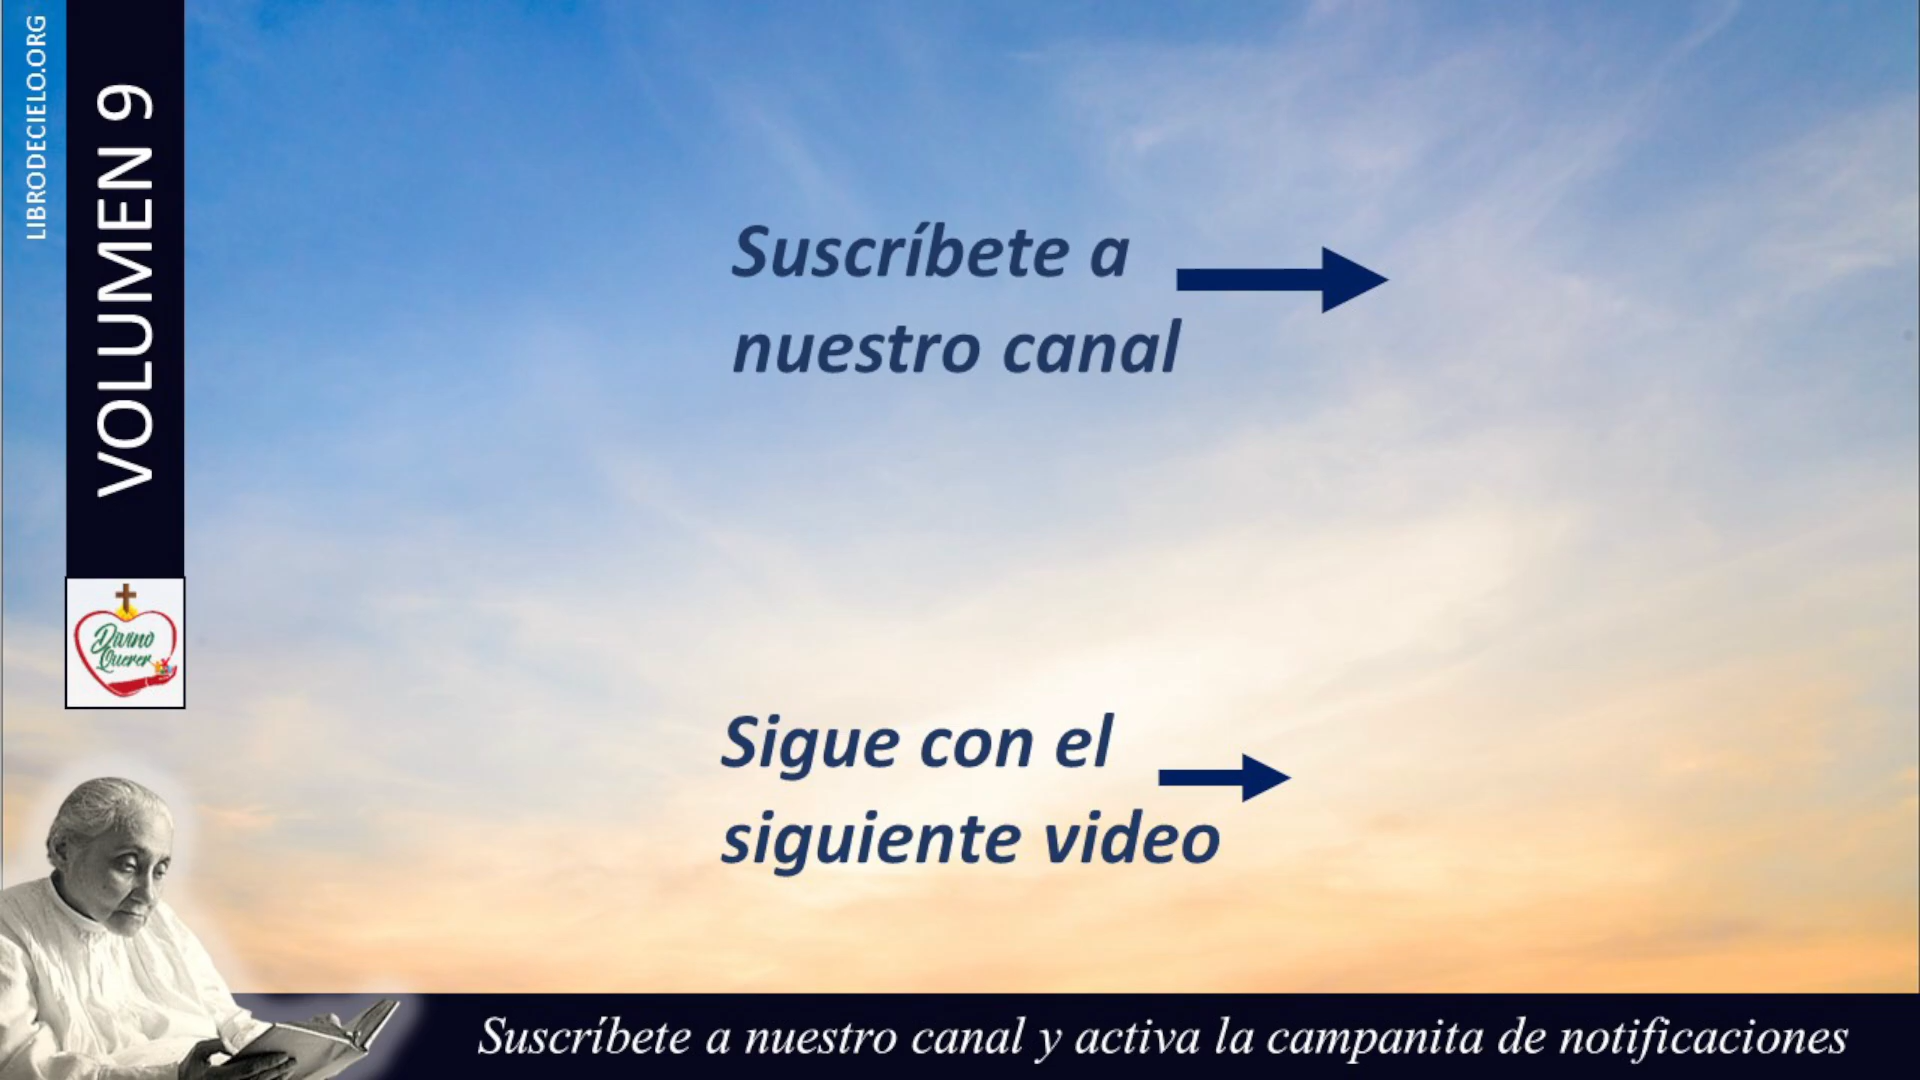 LIBRODECIELO.ORG
VOLUMEN 9
Divino
Querer
Suscríbete a
nuestro canal
Sigue con el
siguiente video
Suscríbete a nuestro canal y activa la campanita de notificaciones